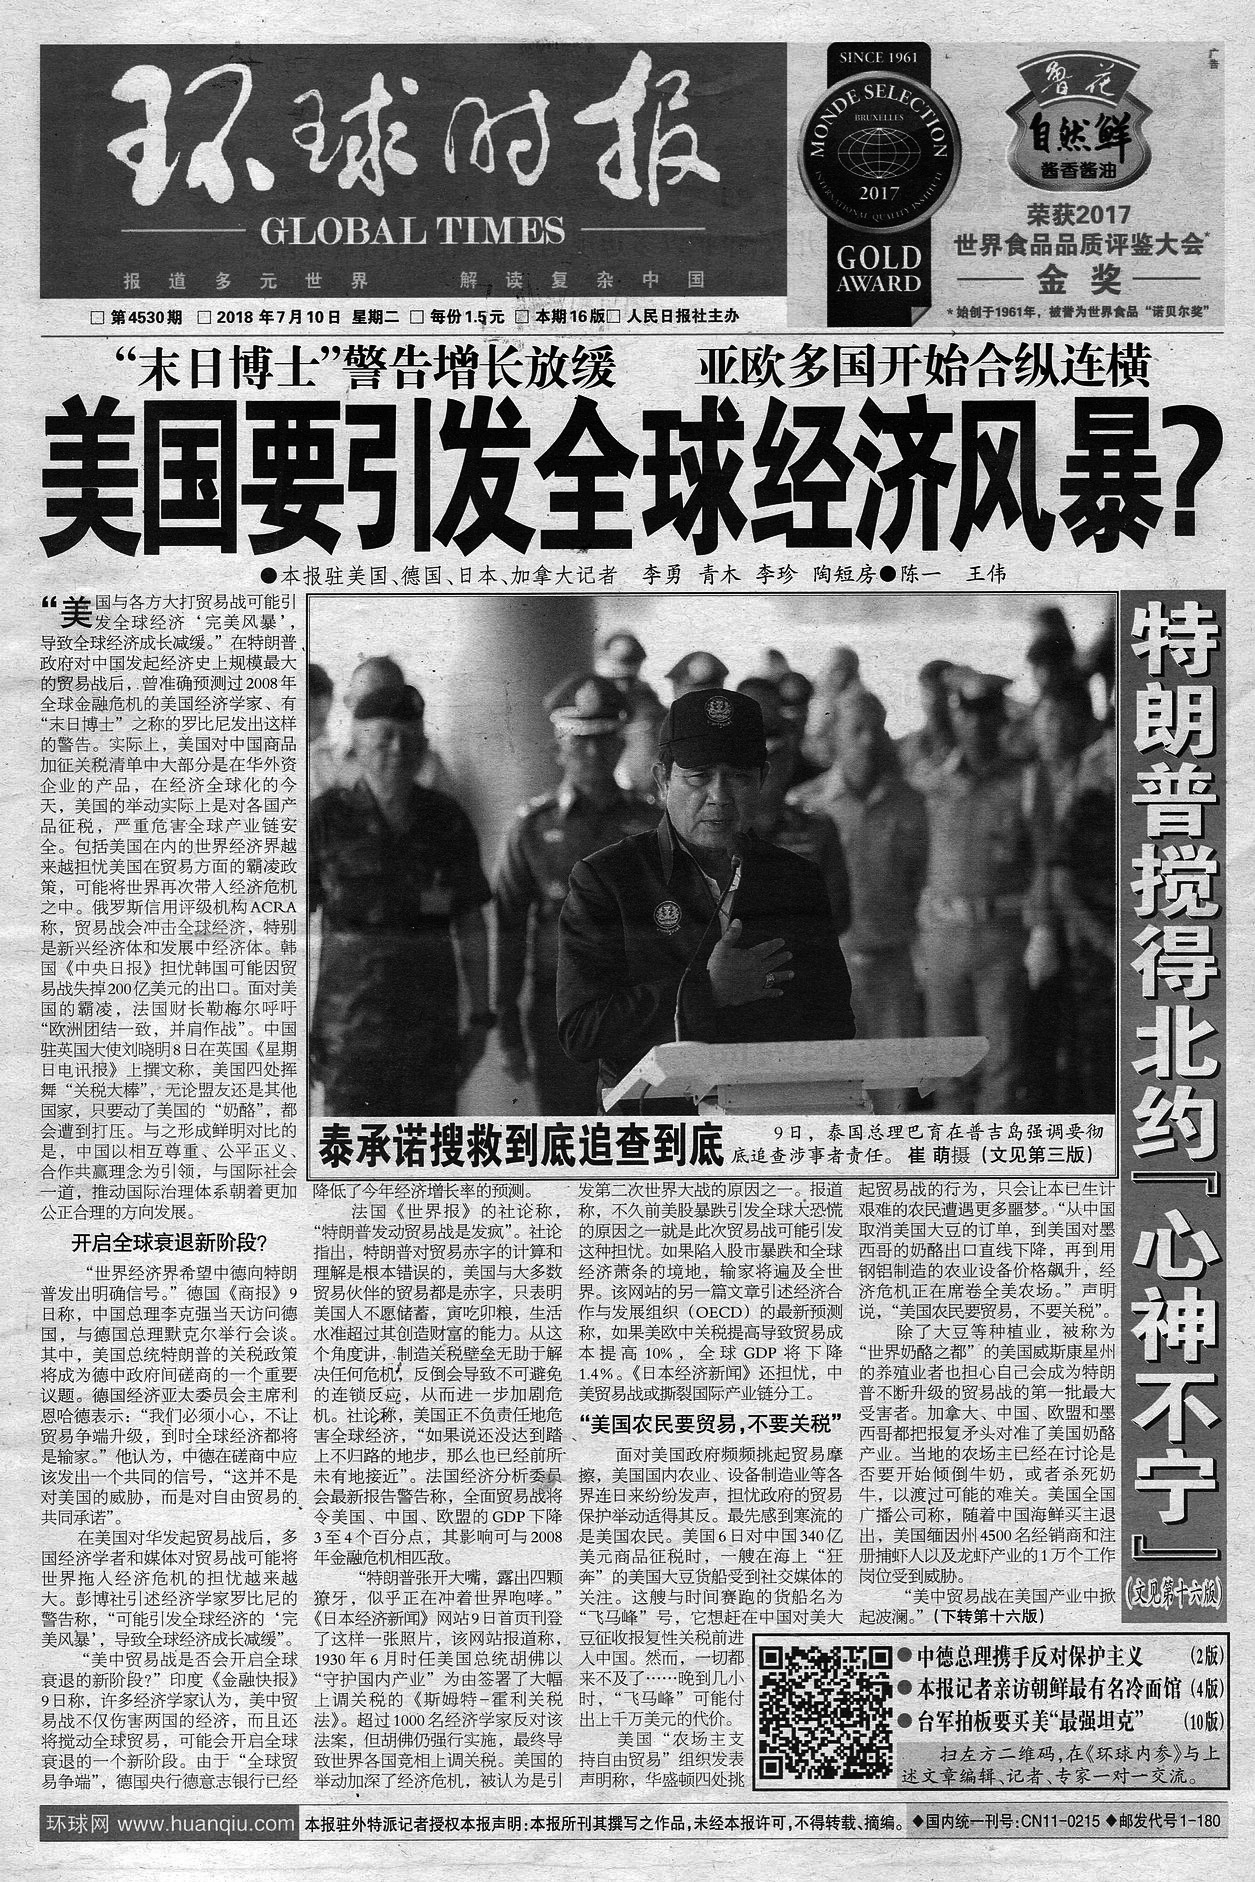 环球时报
GLOBAL TIMES
报道多元世界 解读复杂中国
□ 第4530期 □ 2018年7月10日 星期二 □ 每份1.5元 □ 本期16版 □ 人民日报社主办
SINCE 1961
MONDE SELECTION
BRUXELLES
2017
INTERNATIONAL QUALITY INSTITUTE
GOLD
AWARD
广告
鲁花
自然鲜
酱香酱油
荣获2017
世界食品品质评鉴大会*
金奖
*始创于1961年，被誉为世界食品“诺贝尔奖”
“末日博士”警告增长放缓 亚欧多国开始合纵连横
美国要引发全球经济风暴？
●本报驻美国、德国、日本、加拿大记者 李勇 青木 李珍 陶短房●陈一 王伟
“美国与各方大打贸易战可能引
发全球经济‘完美风暴’，
导致全球经济成长减缓。”在特朗普
政府对中国发起经济史上规模最大
的贸易战后，曾准确预测过2008年
全球金融危机的美国经济学家、有
“末日博士”之称的罗比尼发出这样
的警告。实际上，美国对中国商品
加征关税清单中大部分是在华外资
企业的产品，在经济全球化的今
天，美国的举动实际上是对各国产
品征税，严重危害全球产业链安
全。包括美国在内的世界经济界越
来越担忧美国在贸易方面的霸凌政
策，可能将世界再次带入经济危机
之中。俄罗斯信用评级机构ACRA
称，贸易战会冲击全球经济，特别
是新兴经济体和发展中经济体。韩
国《中央日报》担忧韩国可能因贸
易战失掉200亿美元的出口。面对美
国的霸凌，法国财长勒梅尔呼吁
“欧洲团结一致，并肩作战”。中国
驻英国大使刘晓明8日在英国《星期
日电讯报》上撰文称，美国四处挥
舞“关税大棒”，无论盟友还是其他
国家，只要动了美国的“奶酪”，都
会遭到打压。与之形成鲜明对比的
是，中国以相互尊重、公平正义、
合作共赢理念为引领，与国际社会
一道，推动国际治理体系朝着更加
公正合理的方向发展。
开启全球衰退新阶段？
“世界经济界希望中德向特朗
普发出明确信号。”德国《商报》9
日称，中国总理李克强当天访问德
国，与德国总理默克尔举行会谈。
其中，美国总统特朗普的关税政策
将成为德中政府间磋商的一个重要
议题。德国经济亚太委员会主席利
恩哈德表示：“我们必须小心，不让
贸易争端升级，到时全球经济都将
是输家。”他认为，中德在磋商中应
该发出一个共同的信号，“这并不是
对美国的威胁，而是对自由贸易的
共同承诺”。
在美国对华发起贸易战后，多
国经济学者和媒体对贸易战可能将
世界拖入经济危机的担忧越来越
大。彭博社引述经济学家罗比尼的
警告称，“可能引发全球经济的‘完
美风暴’，导致全球经济成长减缓”。
“美中贸易战是否会开启全球
衰退的新阶段？”印度《金融快报》
9日称，许多经济学家认为，美中贸
易战不仅伤害两国的经济，而且还
将搅动全球贸易，可能会开启全球
衰退的一个新阶段。由于“全球贸
易争端”，德国央行德意志银行已经
泰承诺搜救到底追查到底
9日，泰国总理巴育在普吉岛强调要彻
底追查涉事者责任。 崔萌摄（文见第三版）
降低了今年经济增长率的预测。
法国《世界报》的社论称，
“特朗普发动贸易战是发疯”。社论
指出，特朗普对贸易赤字的计算和
理解是根本错误的，美国与大多数
贸易伙伴的贸易都是赤字，只表明
美国人不愿储蓄，寅吃卯粮，生活
水准超过其创造财富的能力。从这
个角度讲，制造关税壁垒无助于解
决任何危机，反倒会导致不可避免
的连锁反应，从而进一步加剧危
机。社论称，美国正不负责任地危
害全球经济，“如果说还没达到踏
上不归路的地步，那么也已经前所
未有地接近”。法国经济分析委员
会最新报告警告称，全面贸易战将
令美国、中国、欧盟的GDP下降
3至4个百分点，其影响可与2008
年金融危机相匹敌。
“特朗普张开大嘴，露出四颗
獠牙，似乎正在冲着世界咆哮。”
《日本经济新闻》网站9日首页刊登
了这样一张照片，该网站报道称，
1930年6月时任美国总统胡佛以
“守护国内产业”为由签署了大幅
上调关税的《斯姆特－霍利关税
法》。超过1000名经济学家反对该
法案，但胡佛仍强行实施，最终导
致世界各国竞相上调关税。美国的
举动加深了经济危机，被认为是引
发第二次世界大战的原因之一。报道
称，不久前美股暴跌引发全球大恐慌
的原因之一就是此次贸易战可能引发
这种担忧。如果陷入股市暴跌和全球
经济萧条的境地，输家将遍及全世
界。该网站的另一篇文章引述经济合
作与发展组织（OECD）的最新预测
称，如果美欧中关税提高导致贸易成
本提高10%，全球GDP将下降
1.4%。《日本经济新闻》还担忧，中
美贸易战或撕裂国际产业链分工。
“美国农民要贸易，不要关税”
面对美国政府频频挑起贸易摩
擦，美国国内农业、设备制造业等各
界连日来纷纷发声，担忧政府的贸易
保护举动适得其反。最先感到寒流的
是美国农民。美国6日对中国340亿
美元商品征税时，一艘在海上“狂
奔”的美国大豆货船受到社交媒体的
关注。这艘与时间赛跑的货船名为
“飞马峰”号，它想赶在中国对美大
豆征收报复性关税前进
入中国。然而，一切都
来不及了……晚到几小
时，“飞马峰”可能付
出上千万美元的代价。
美国“农场主支
持自由贸易”组织发表
声明称，华盛顿四处挑
起贸易战的行为，只会让本已生计
艰难的农民遭遇更多噩梦。“从中国
取消美国大豆的订单，到美国对墨
西哥的奶酪出口直线下降，再到用
钢铝制造的农业设备价格飙升，经
济危机正在席卷全美农场。”声明
说，“美国农民要贸易，不要关税”。
除了大豆等种植业，被称为
“世界奶酪之都”的美国威斯康星州
的养殖业者也担心自己会成为特朗
普不断升级的贸易战的第一批最大
受害者。加拿大、中国、欧盟和墨
西哥都把报复矛头对准了美国奶酪
产业。当地的农场主已经在讨论是
否要开始倾倒牛奶，或者杀死奶
牛，以渡过可能的难关。美国全国
广播公司称，随着中国海鲜买主退
出，美国缅因州4500名经销商和注
册捕虾人以及龙虾产业的1万个工作
岗位受到威胁。
“美中贸易战在美国产业中掀
起波澜。”（下转第十六版）
特朗普搅得北约『心神不宁』
（文见第十六版）
●中德总理携手反对保护主义 （2版）
●本报记者亲访朝鲜最有名冷面馆（4版）
●台军拍板要买美“最强坦克” （10版）
扫左方二维码，在《环球内参》与上
述文章编辑、记者、专家一对一交流。
环球网 www.huanqiu.com 本报驻外特派记者授权本报声明：本报所刊其撰写之作品，未经本报许可，不得转载、摘编。 ◆国内统一刊号：CN11-0215 ◆邮发代号1-180